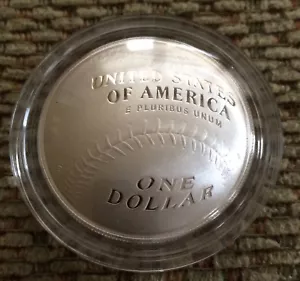 UNITED STATES
OF AMERICA
E PLURIBUS UNUM
ONE
DOLLAR